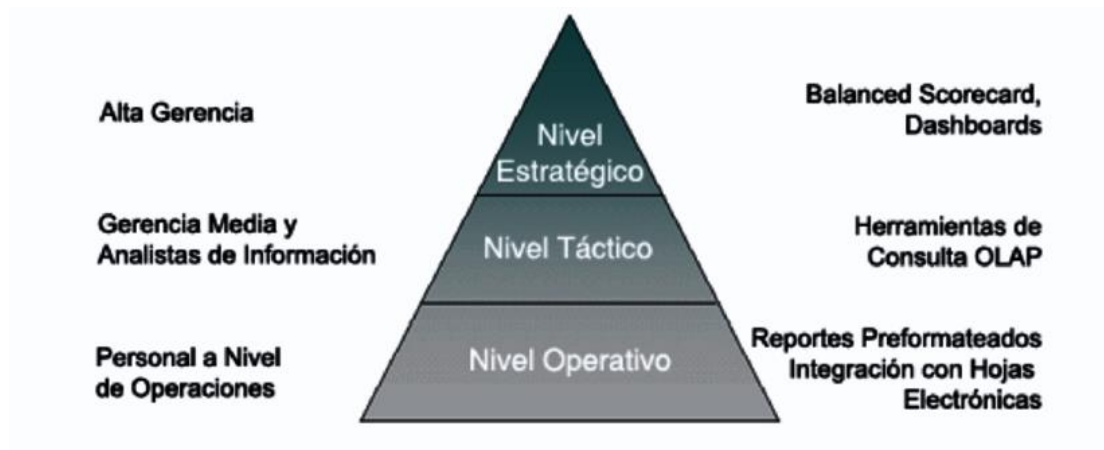 Alta Gerencia
Nivel
Estratégico
Balanced Scorecard,
Dashboards
Gerencia Media y
Analistas de Información
Nivel Táctico
Herramientas de
Consulta OLAP
Personal a Nivel
de Operaciones
Nivel Operativo
Reportes Preformateados
Integración con Hojas
Electrónicas